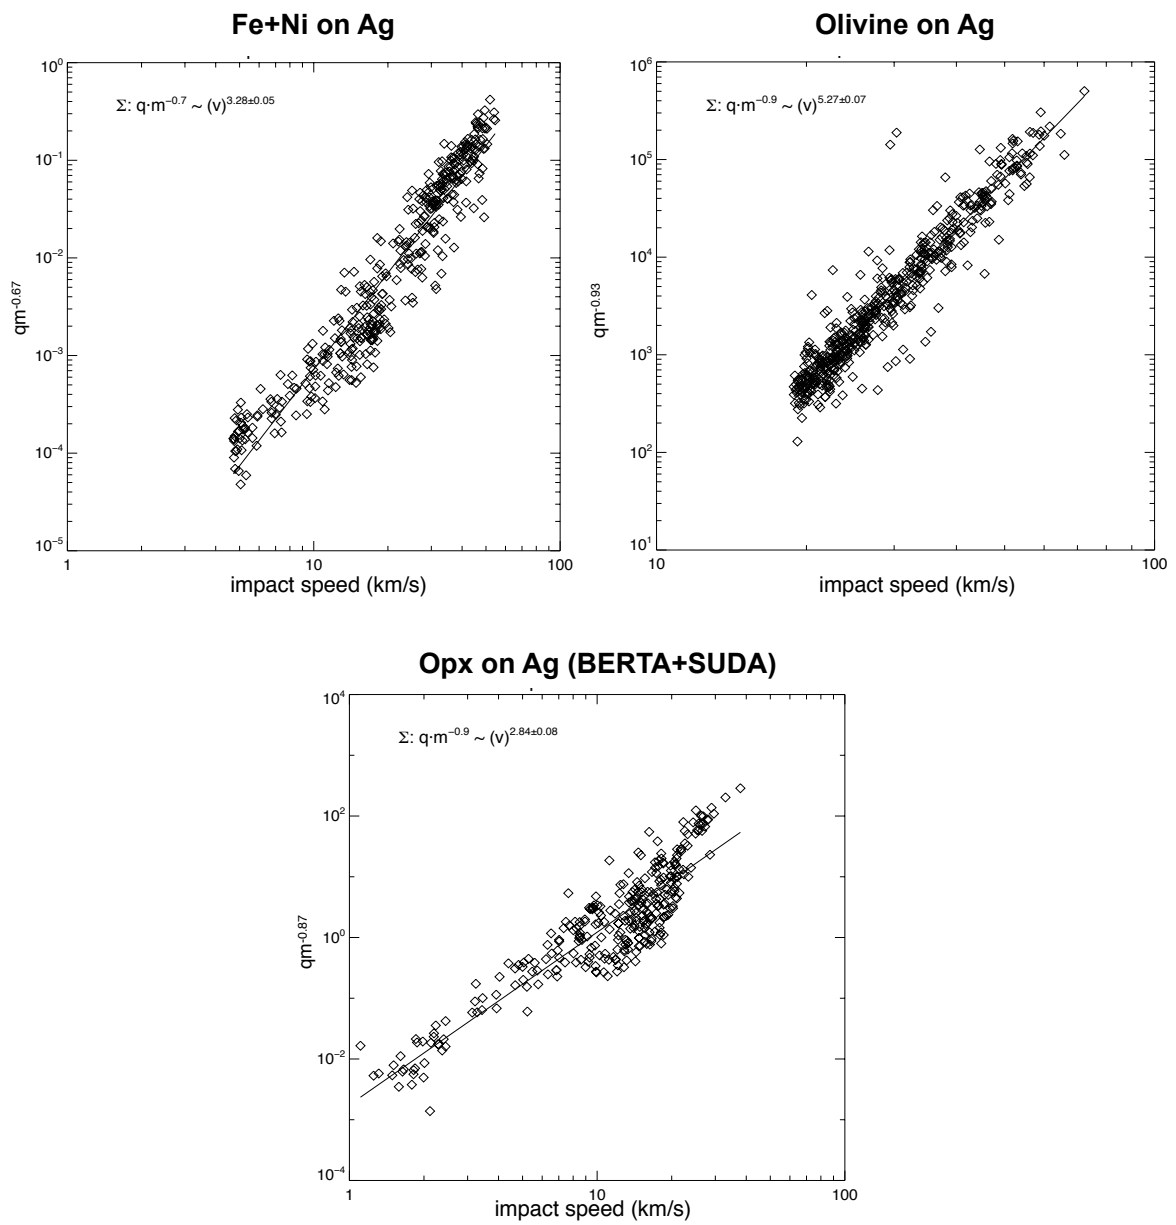 Fe+Ni on Ag
Σ: q·m^−0.7 ~ (v)^3.28±0.05
10^0
10^−1
10^−2
10^−3
10^−4
10^−5
qm^−0.67
1 10 100
impact speed (km/s)
Olivine on Ag
Σ: q·m^−0.9 ~ (v)^5.27±0.07
10^6
10^5
10^4
10^3
10^2
10^1
qm^−0.93
10 100
impact speed (km/s)
Opx on Ag (BERTA+SUDA)
Σ: q·m^−0.9 ~ (v)^2.84±0.08
10^4
10^2
10^0
10^−2
10^−4
qm^−0.87
1 10 100
impact speed (km/s)